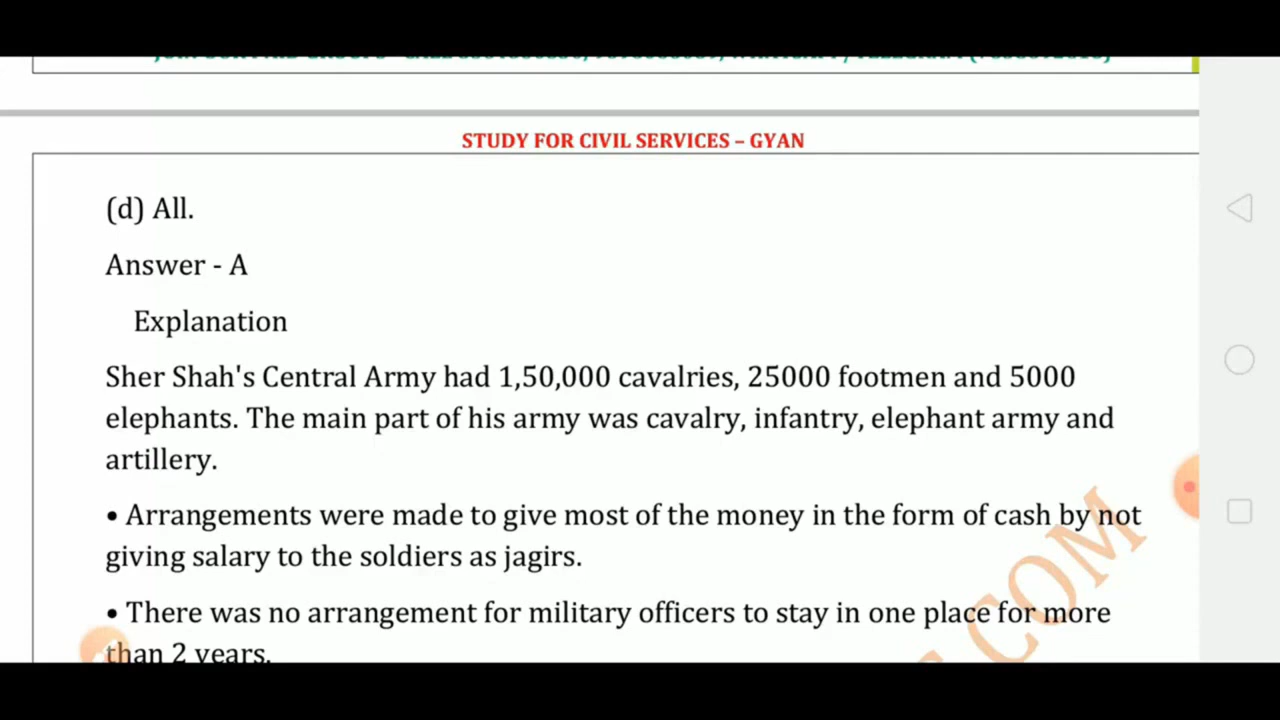 STUDY FOR CIVIL SERVICES – GYAN
(d) All.
Answer - A
Explanation
Sher Shah's Central Army had 1,50,000 cavalries, 25000 footmen and 5000
elephants. The main part of his army was cavalry, infantry, elephant army and
artillery.
• Arrangements were made to give most of the money in the form of cash by not
giving salary to the soldiers as jagirs.
• There was no arrangement for military officers to stay in one place for more
than 2 years.
.COM